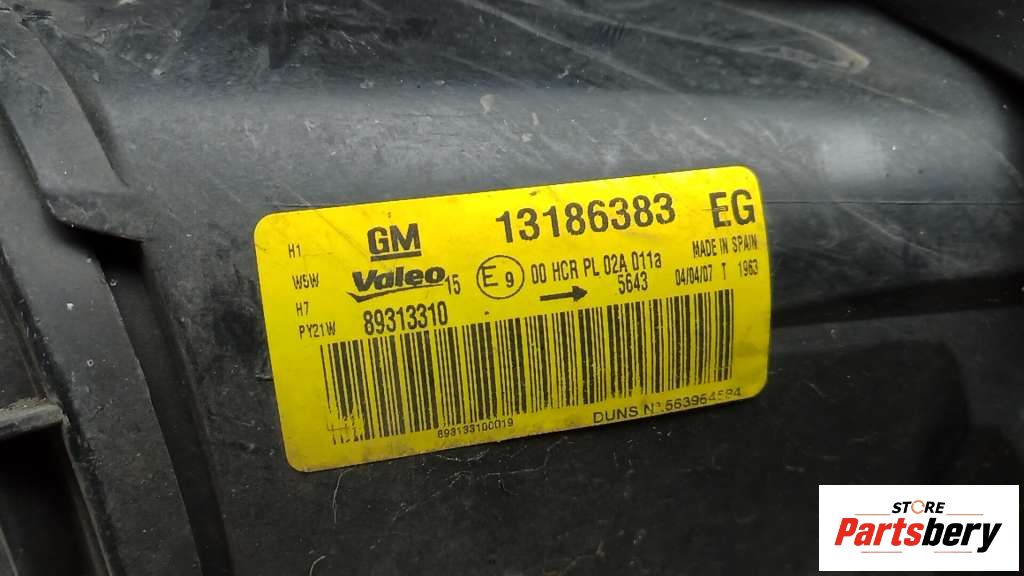 GM 13186383 EG
H1
W5W
H7
PY21W
Valeo 15 E9 00 HCR PL 02A 011a
5643
MADE IN SPAIN
04/04/07 T 1963
89313310
893133100019
DUNS Nº.563964584
STORE
Partsbery